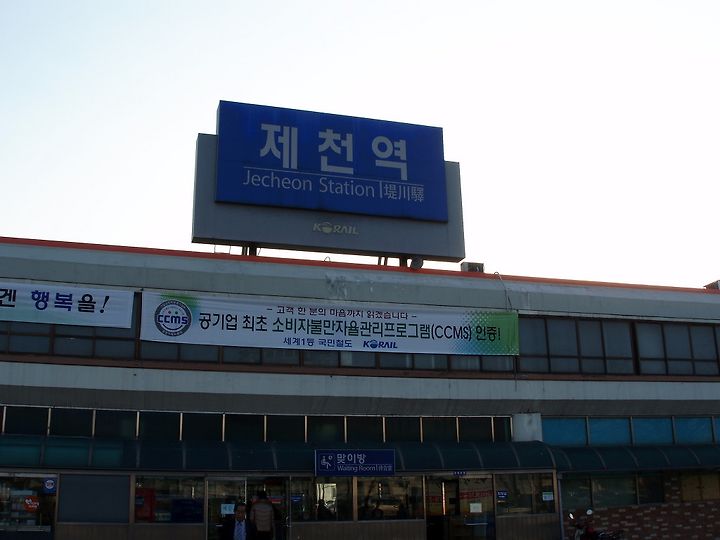 제천역
Jecheon Station 堤川驛
KORAIL
겐 행복을!
- 고객 한 분의 마음까지 읽겠습니다 -
CCMS
공기업 최초 소비자불만자율관리프로그램(CCMS) 인증!
세계1등 국민철도 KORAIL
맞이방
Waiting Room